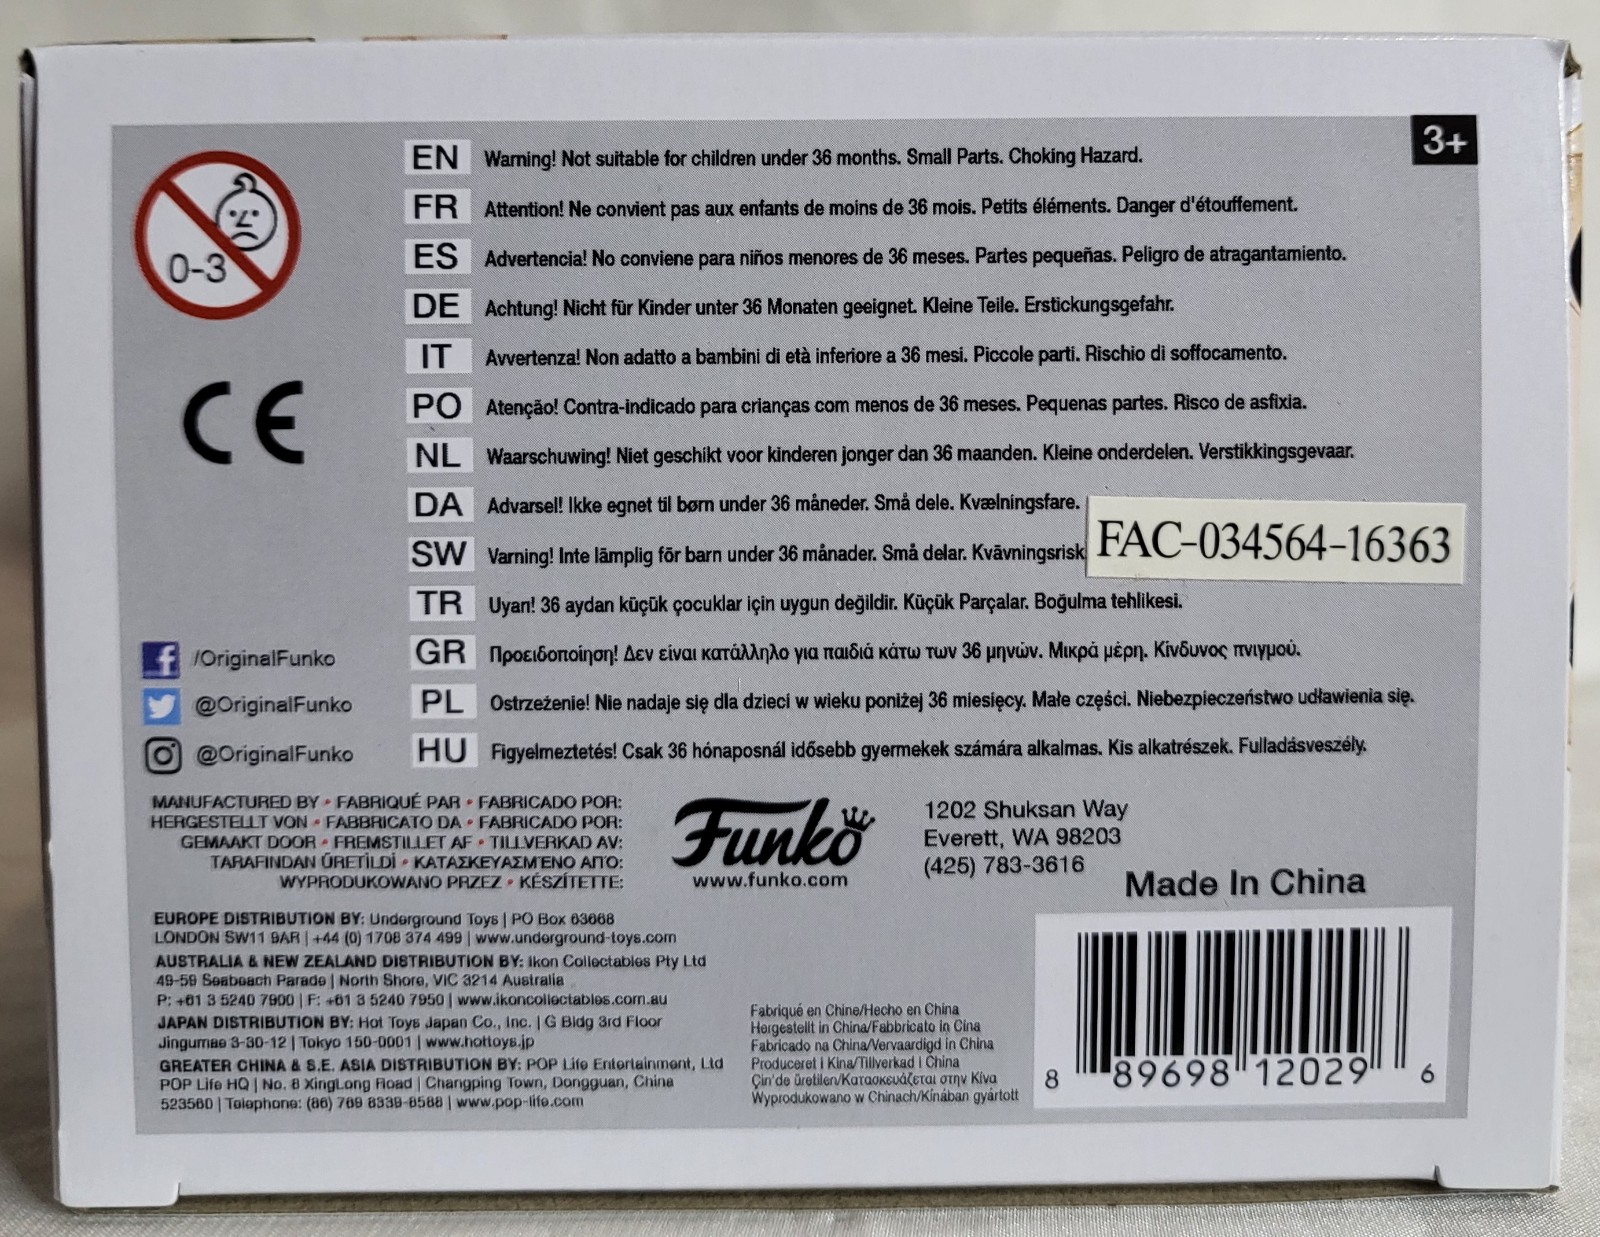 3+
0-3
EN Warning! Not suitable for children under 36 months. Small Parts. Choking Hazard.
FR Attention! Ne convient pas aux enfants de moins de 36 mois. Petits éléments. Danger d'étouffement.
ES Advertencia! No conviene para niños menores de 36 meses. Partes pequeñas. Peligro de atragantamiento.
DE Achtung! Nicht für Kinder unter 36 Monaten geeignet. Kleine Teile. Erstickungsgefahr.
IT Avvertenza! Non adatto a bambini di età inferiore a 36 mesi. Piccole parti. Rischio di soffocamento.
PO Atenção! Contra-indicado para crianças com menos de 36 meses. Pequenas partes. Risco de asfixia.
NL Waarschuwing! Niet geschikt voor kinderen jonger dan 36 maanden. Kleine onderdelen. Verstikkingsgevaar.
DA Advarsel! Ikke egnet til børn under 36 måneder. Små dele. Kvælningsfare.
SW Varning! Inte lämplig för barn under 36 månader. Små delar. Kvävningsrisk
TR Uyarı! 36 aydan küçük çocuklar için uygun değildir. Küçük Parçalar. Boğulma tehlikesi.
GR Προειδοποίηση! Δεν είναι κατάλληλο για παιδιά κάτω των 36 μηνών. Μικρά μέρη. Κίνδυνος πνιγμού.
PL Ostrzeżenie! Nie nadaje się dla dzieci w wieku poniżej 36 miesięcy. Małe części. Niebezpieczeństwo udławienia się.
HU Figyelmeztetés! Csak 36 hónaposnál idősebb gyermekek számára alkalmas. Kis alkatrészek. Fulladásveszély.
FAC-034564-16363
CE
/OriginalFunko
@OriginalFunko
@OriginalFunko
MANUFACTURED BY • FABRIQUÉ PAR • FABRICADO POR:
HERGESTELLT VON • FABBRICATO DA • FABRICADO POR:
GEMAAKT DOOR • FREMSTILLET AF • TILLVERKAD AV:
TARAFINDAN ÜRETİLDİ • ΚΑΤΑΣΚΕΥΑΣΜΈΝΟ ΑΠΌ:
WYPRODUKOWANO PRZEZ • KÉSZÍTETTE:
Funko
www.funko.com
1202 Shuksan Way
Everett, WA 98203
(425) 783-3616
Made In China
EUROPE DISTRIBUTION BY: Underground Toys | PO Box 63668
LONDON SW11 9AR | +44 (0) 1708 374 499 | www.underground-toys.com
AUSTRALIA & NEW ZEALAND DISTRIBUTION BY: Ikon Collectables Pty Ltd
49-59 Seabeach Parade | North Shore, VIC 3214 Australia
P: +61 3 5240 7900 | F: +61 3 5240 7950 | www.ikoncollectables.com.au
JAPAN DISTRIBUTION BY: Hot Toys Japan Co., Inc. | G Bldg 3rd Floor
Jingumae 3-30-12 | Tokyo 150-0001 | www.hottoys.jp
GREATER CHINA & S.E. ASIA DISTRIBUTION BY: POP Life Entertainment, Ltd
POP Life HQ | No. 8 XingLong Road | Changping Town, Dongguan, China
523560 | Telephone: (86) 769 8339-8588 | www.pop-life.com
Fabriqué en Chine/Hecho en China
Hergestellt in China/Fabbricato in Cina
Fabricado na China/Vervaardigd in China
Produceret i Kina/Tillverkad i China
Çin'de üretilen/Κατασκευάζεται στην Κίνα
Wyprodukowano w Chinach/Kínában gyártott
8 89698 12029 6